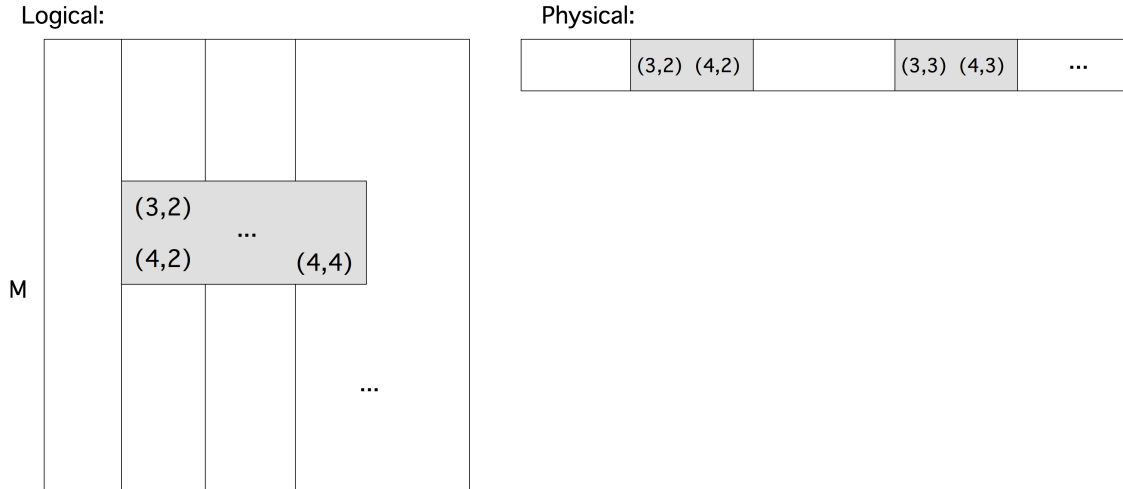 Logical:
(3,2)
...
(4,2)
(4,4)
M
...
Physical:
(3,2) (4,2)
(3,3) (4,3)
...